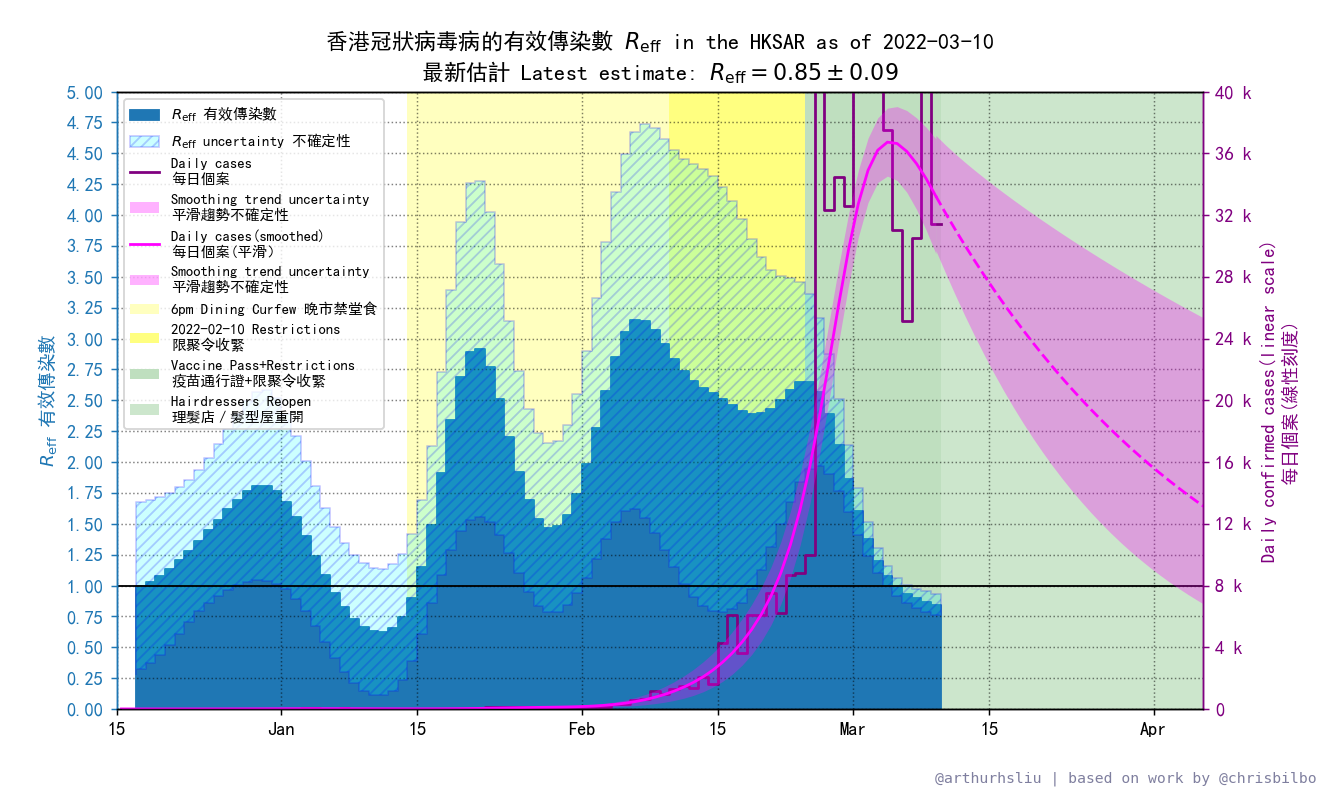 香港冠狀病毒病的有效傳染數 Reff in the HKSAR as of 2022-03-10
最新估計 Latest estimate: Reff = 0.85 ± 0.09
Reff 有效傳染數
Reff uncertainty 不確定性
Daily cases
每日個案
Smoothing trend uncertainty
平滑趨勢不確定性
Daily cases(smoothed)
每日個案(平滑)
Smoothing trend uncertainty
平滑趨勢不確定性
6pm Dining Curfew 晚市禁堂食
2022-02-10 Restrictions
限聚令收緊
Vaccine Pass+Restrictions
疫苗通行證+限聚令收緊
Hairdressers Reopen
理髮店 / 髮型屋重開
5.00
4.75
4.50
4.25
4.00
3.75
3.50
3.25
3.00
2.75
2.50
2.25
2.00
1.75
1.50
1.25
1.00
0.75
0.50
0.25
0.00
Reff 有效傳染數
40 k
36 k
32 k
28 k
24 k
20 k
16 k
12 k
8 k
4 k
0
Daily confirmed cases(linear scale)
每日個案(線性刻度)
15
Jan
15
Feb
15
Mar
15
Apr
@arthurhsliu | based on work by @chrisbilbo